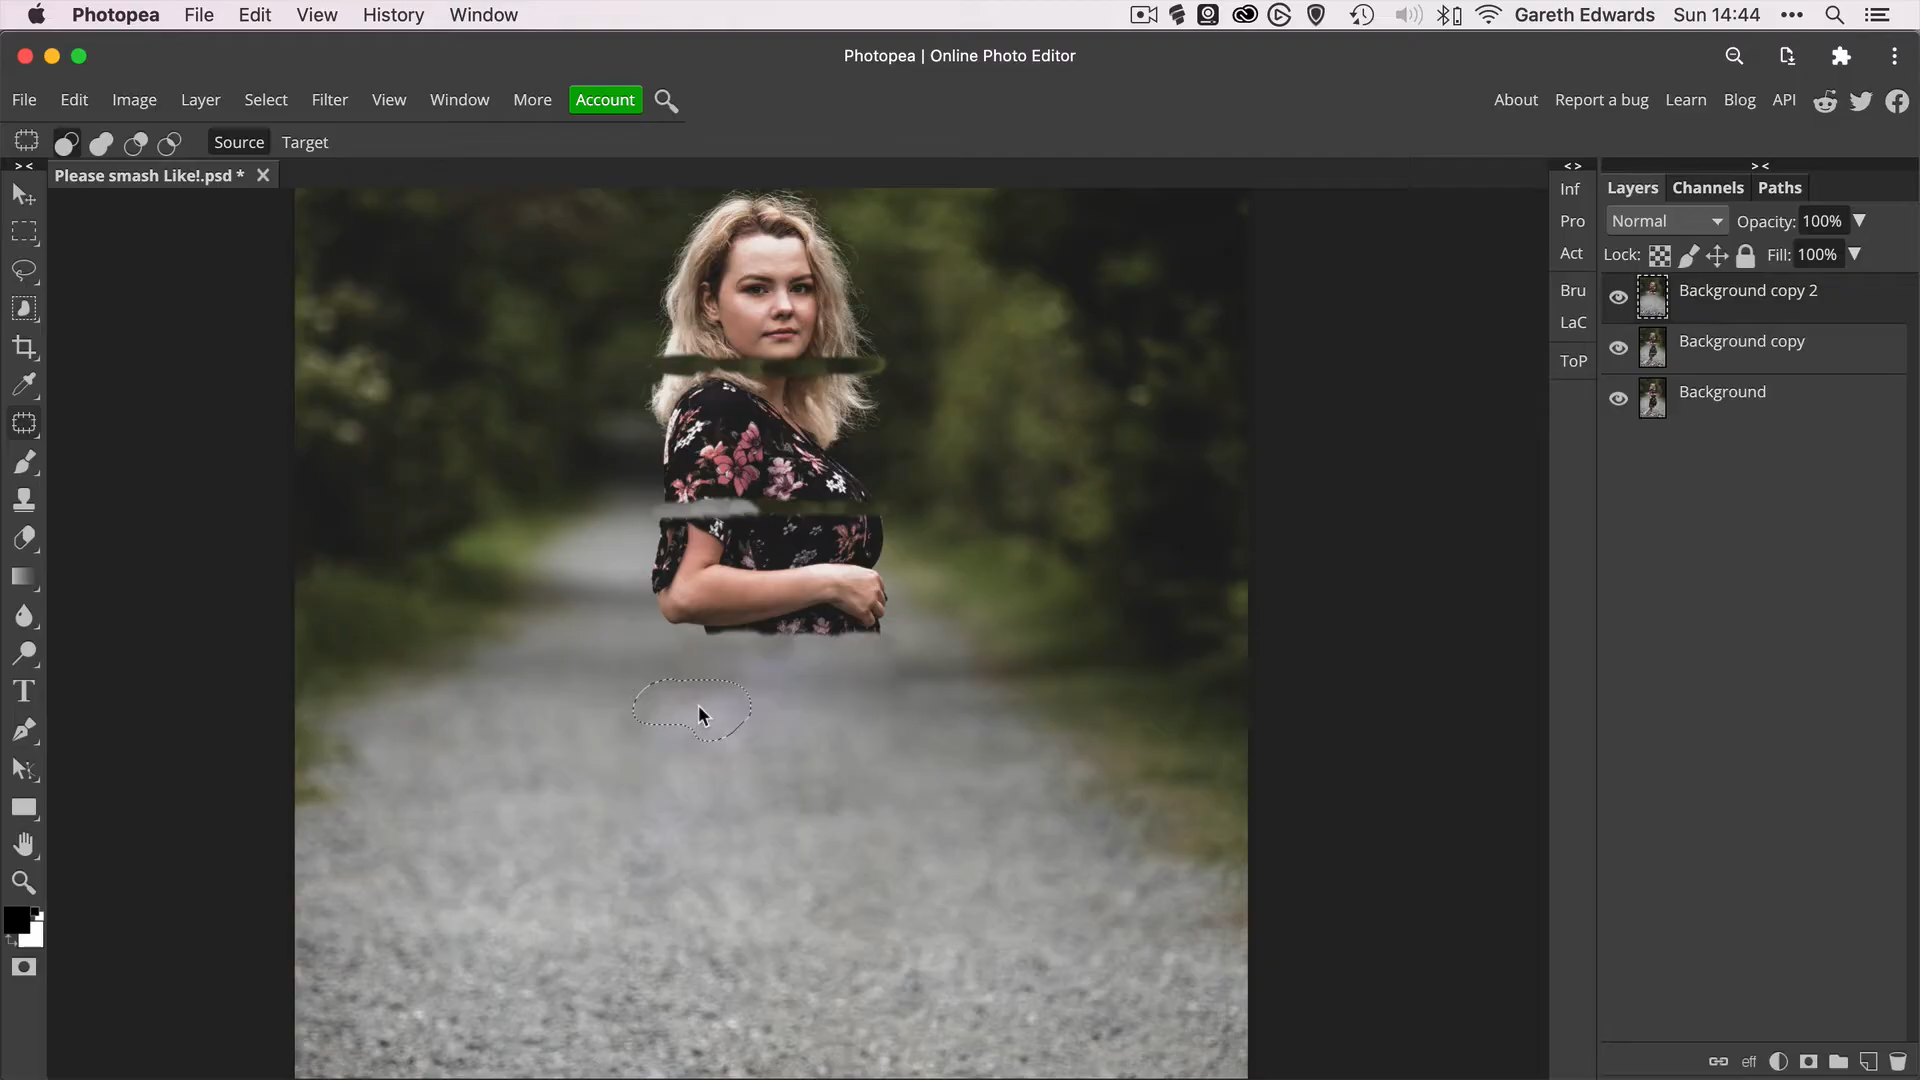 Photopea File Edit View History Window Gareth Edwards Sun 14:44
Photopea | Online Photo Editor
File Edit Image Layer Select Filter View Window More Account About Report a bug Learn Blog API
Source Target
> < < > > <
Please smash Like!.psd *
Inf
Pro
Act
Bru
LaC
ToP
Layers Channels Paths
Normal Opacity: 100%
Lock: Fill: 100%
Background copy 2
Background copy
Background
eff